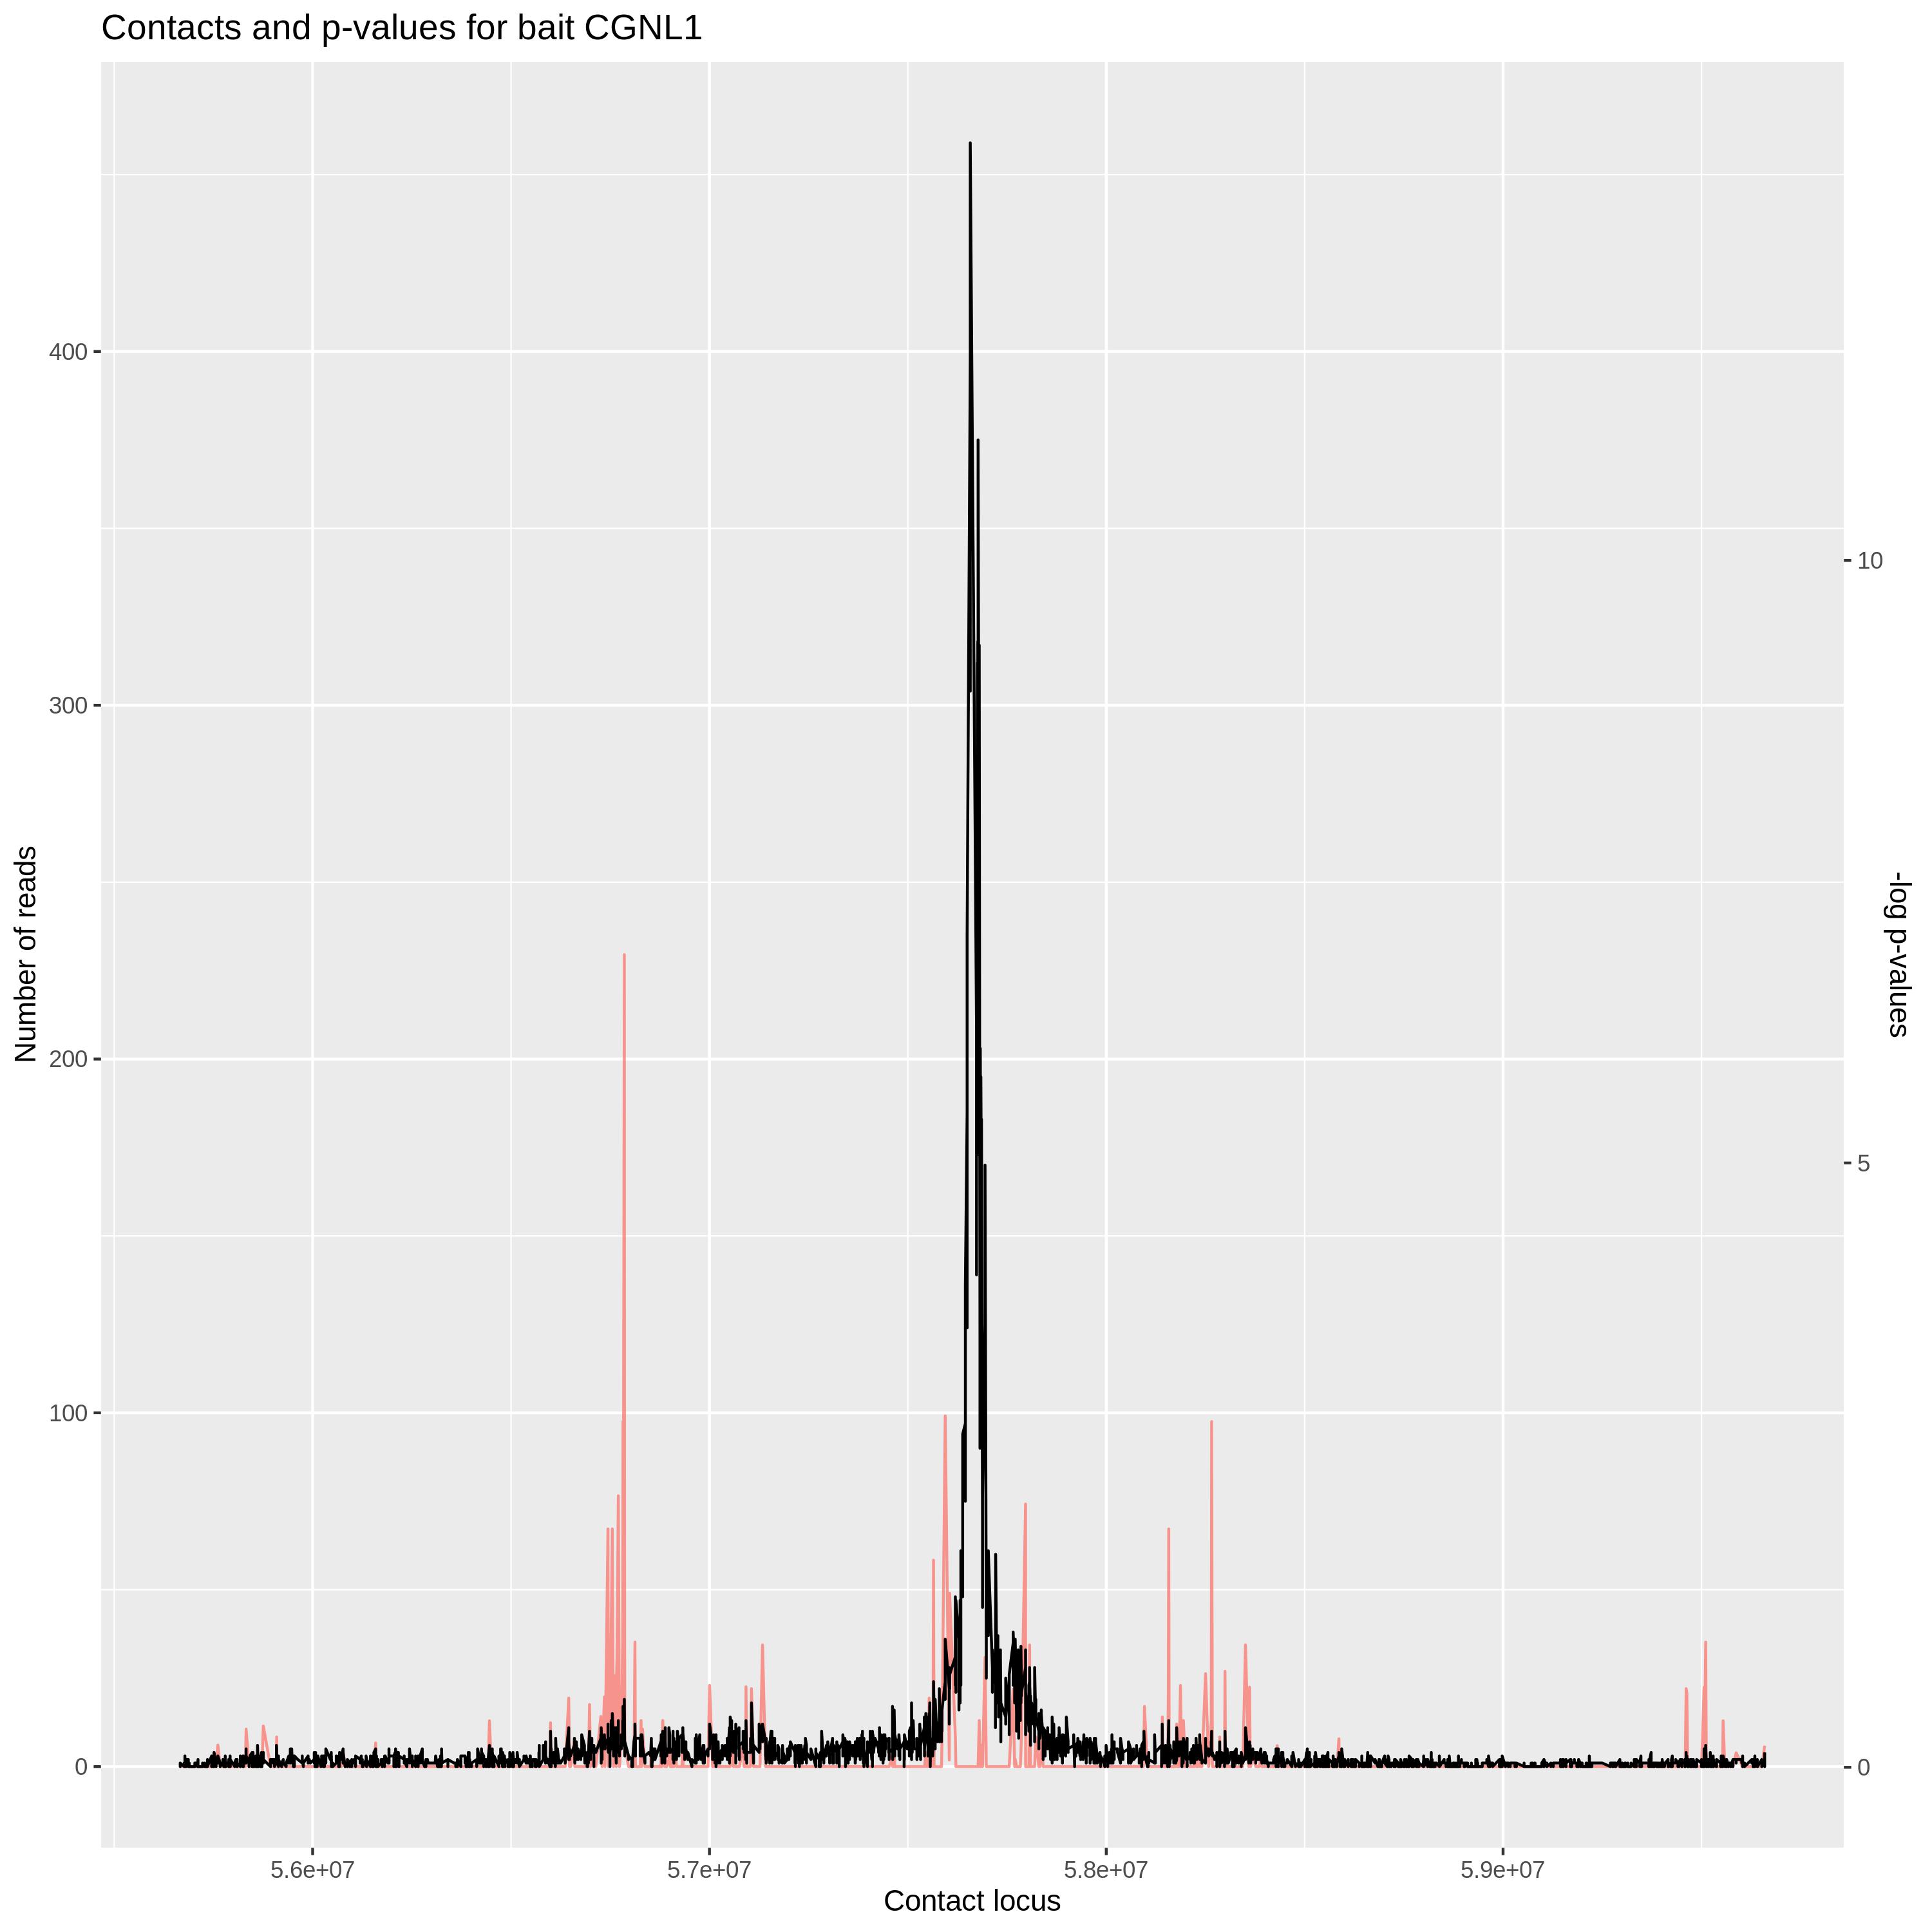 Contacts and p-values for bait CGNL1
Number of reads
400
300
200
100
0
10
5
0
-log p-values
5.6e+07
5.7e+07
5.8e+07
5.9e+07
Contact locus